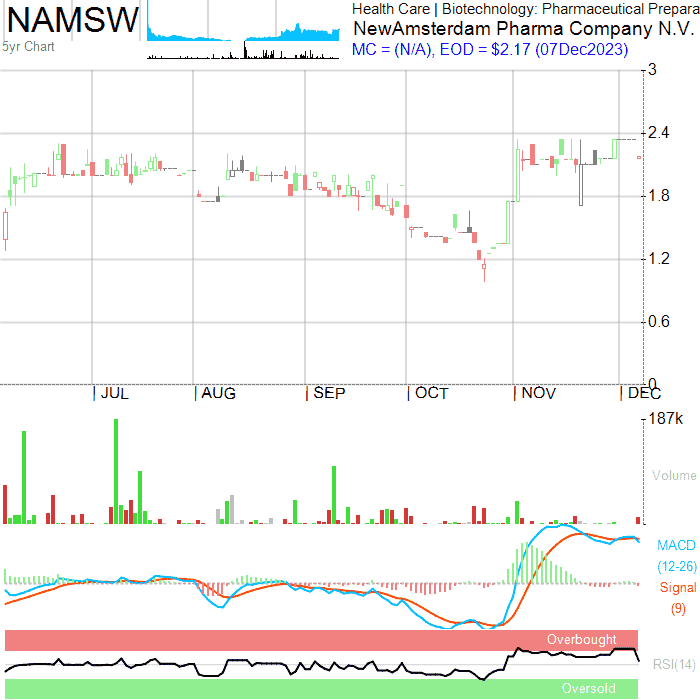 NAMSW
5yr Chart
Health Care | Biotechnology: Pharmaceutical Prepara
NewAmsterdam Pharma Company N.V.
MC = (N/A), EOD = $2.17 (07Dec2023)
3
2.4
1.8
1.2
0.6
0
| JUL | AUG | SEP | OCT | NOV | DEC
187k
Volume
MACD
(12-26)
Signal
(9)
Overbought
RSI(14)
Oversold